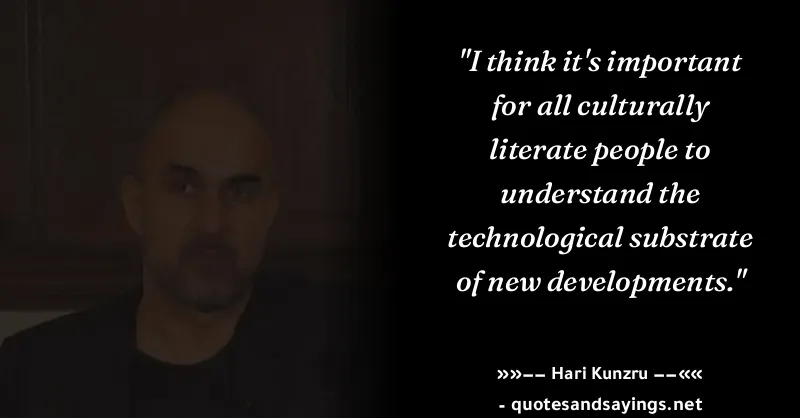 "I think it's important
for all culturally
literate people to
understand the
technological substrate
of new developments."
»»−− Hari Kunzru −−««
- quotesandsayings.net